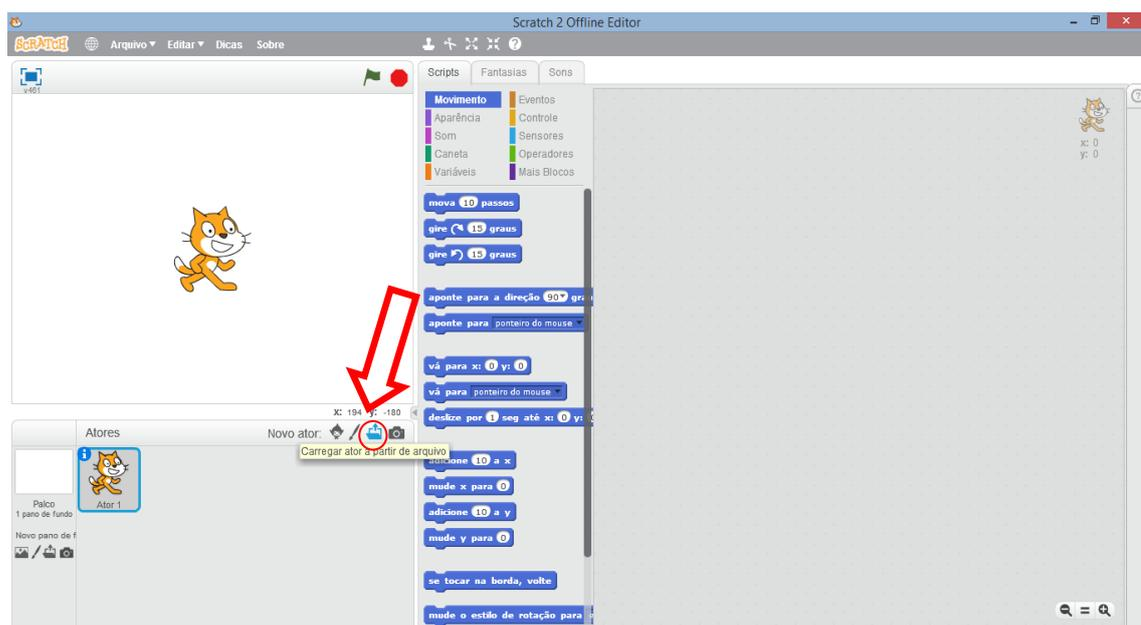 Scratch 2 Offline Editor
SCRATCH Arquivo Editar Dicas Sobre
v461
Scripts Fantasias Sons
Movimento Eventos
Aparência Controle
Som Sensores
Caneta Operadores
Variáveis Mais Blocos
x: 0
y: 0
mova 10 passos
gire 15 graus
gire 15 graus
aponte para a direção 90 gra
aponte para ponteiro do mouse
vá para x: 0 y: 0
vá para ponteiro do mouse
deslize por 1 seg até x: 0 y:
adicione 10 a x
mude x para 0
adicione 10 a y
mude y para 0
se tocar na borda, volte
mude o estilo de rotação para
X: 194 y: -180
Atores Novo ator:
Carregar ator a partir de arquivo
Palco
1 pano de fundo
Ator 1
Novo pano de f